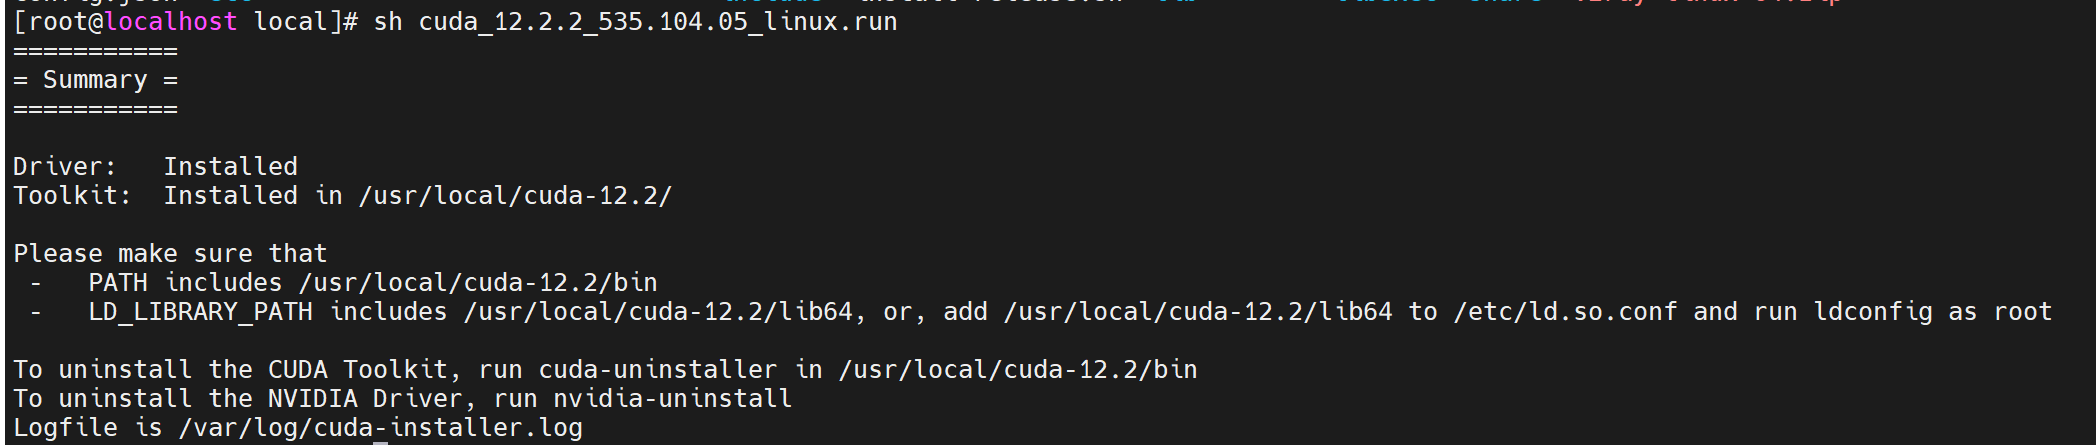 [root@localhost local]# sh cuda_12.2.2_535.104.05_linux.run
===========
= Summary =
===========
Driver:   Installed
Toolkit:  Installed in /usr/local/cuda-12.2/
Please make sure that
 -   PATH includes /usr/local/cuda-12.2/bin
 -   LD_LIBRARY_PATH includes /usr/local/cuda-12.2/lib64, or, add /usr/local/cuda-12.2/lib64 to /etc/ld.so.conf and run ldconfig as root
To uninstall the CUDA Toolkit, run cuda-uninstaller in /usr/local/cuda-12.2/bin
To uninstall the NVIDIA Driver, run nvidia-uninstall
Logfile is /var/log/cuda-installer.log